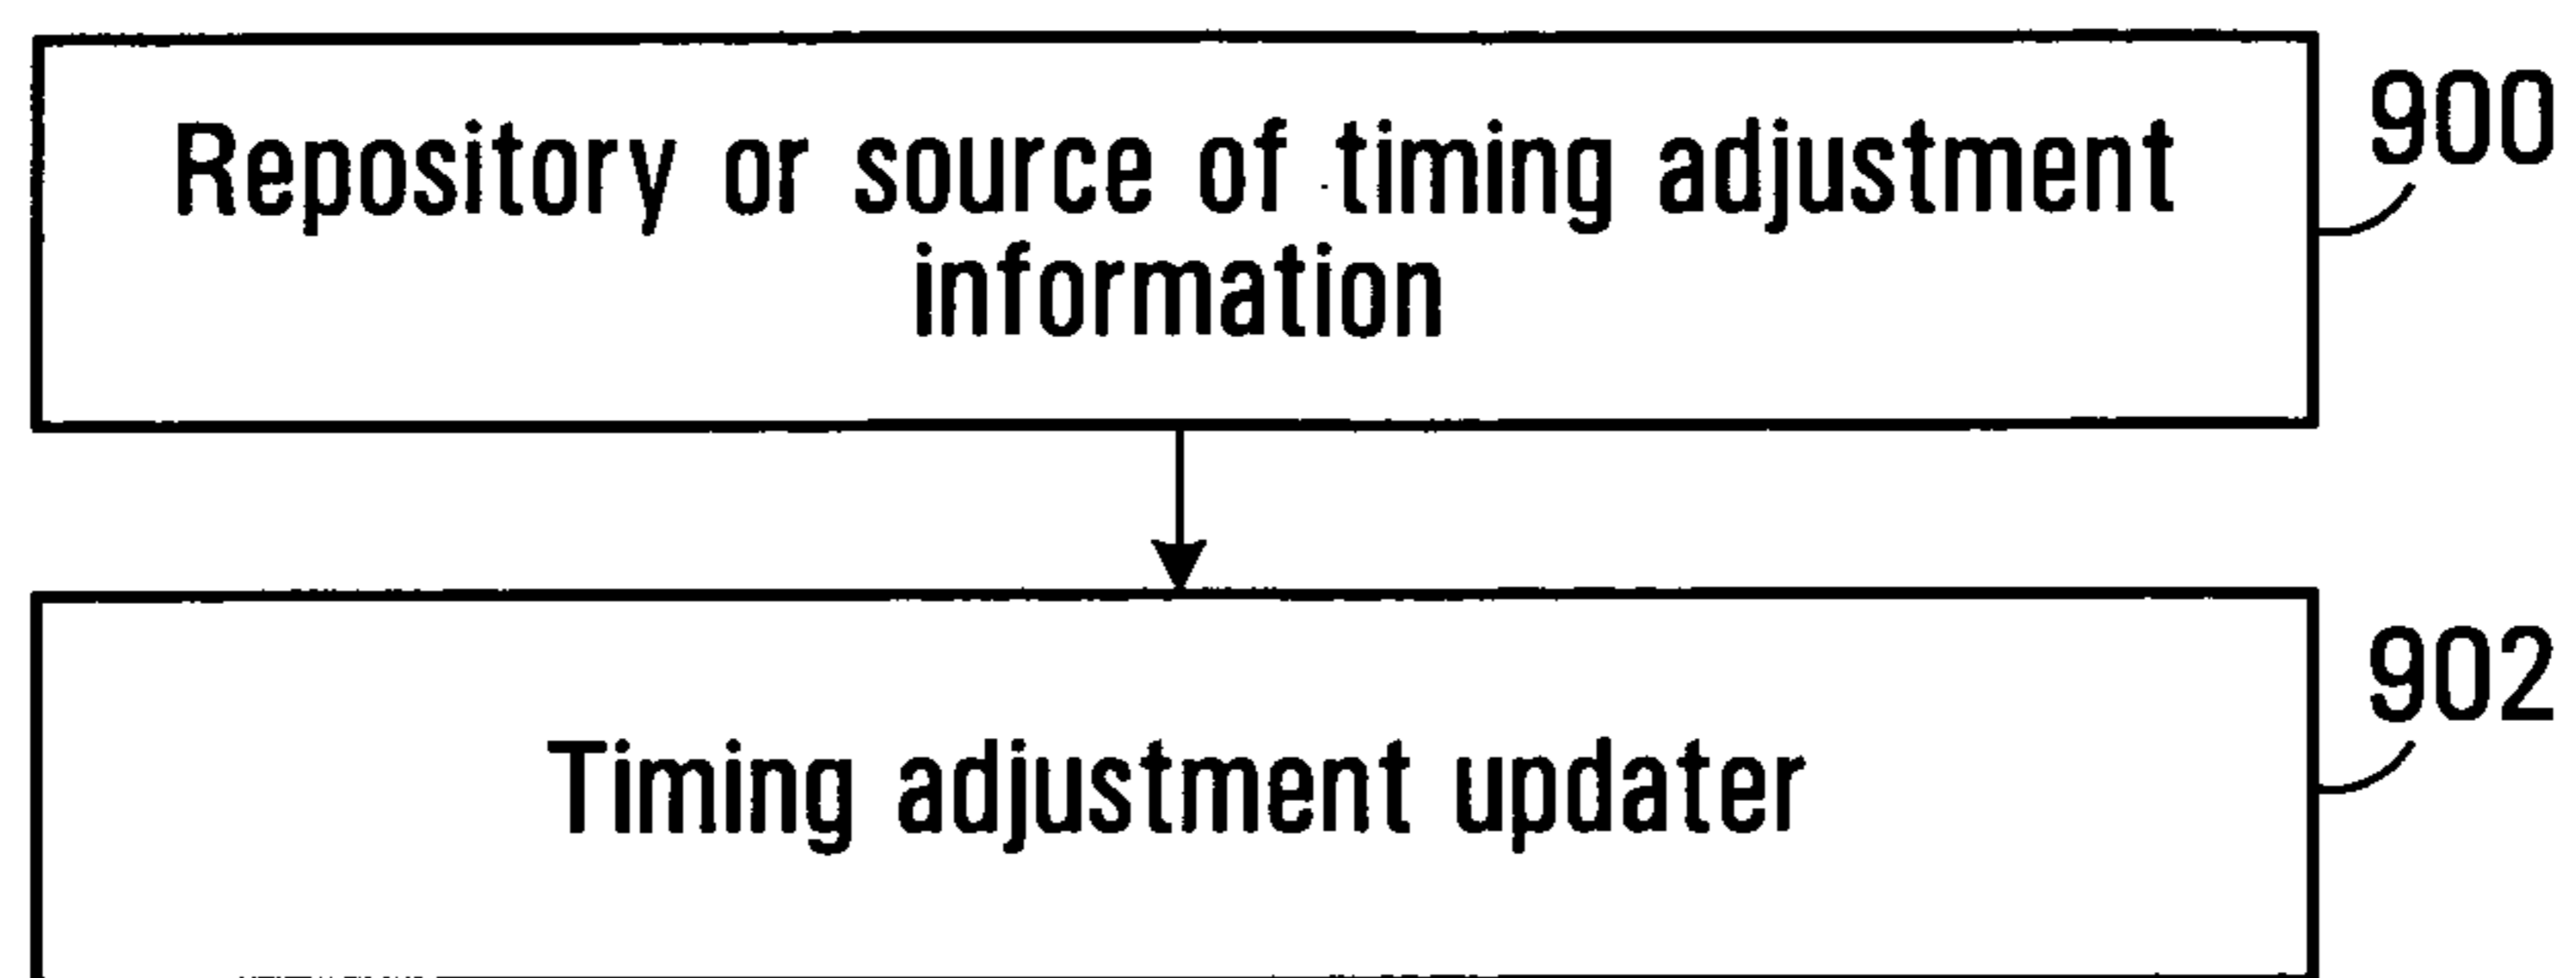 900
Repository or source of timing adjustment
information
902
Timing adjustment updater